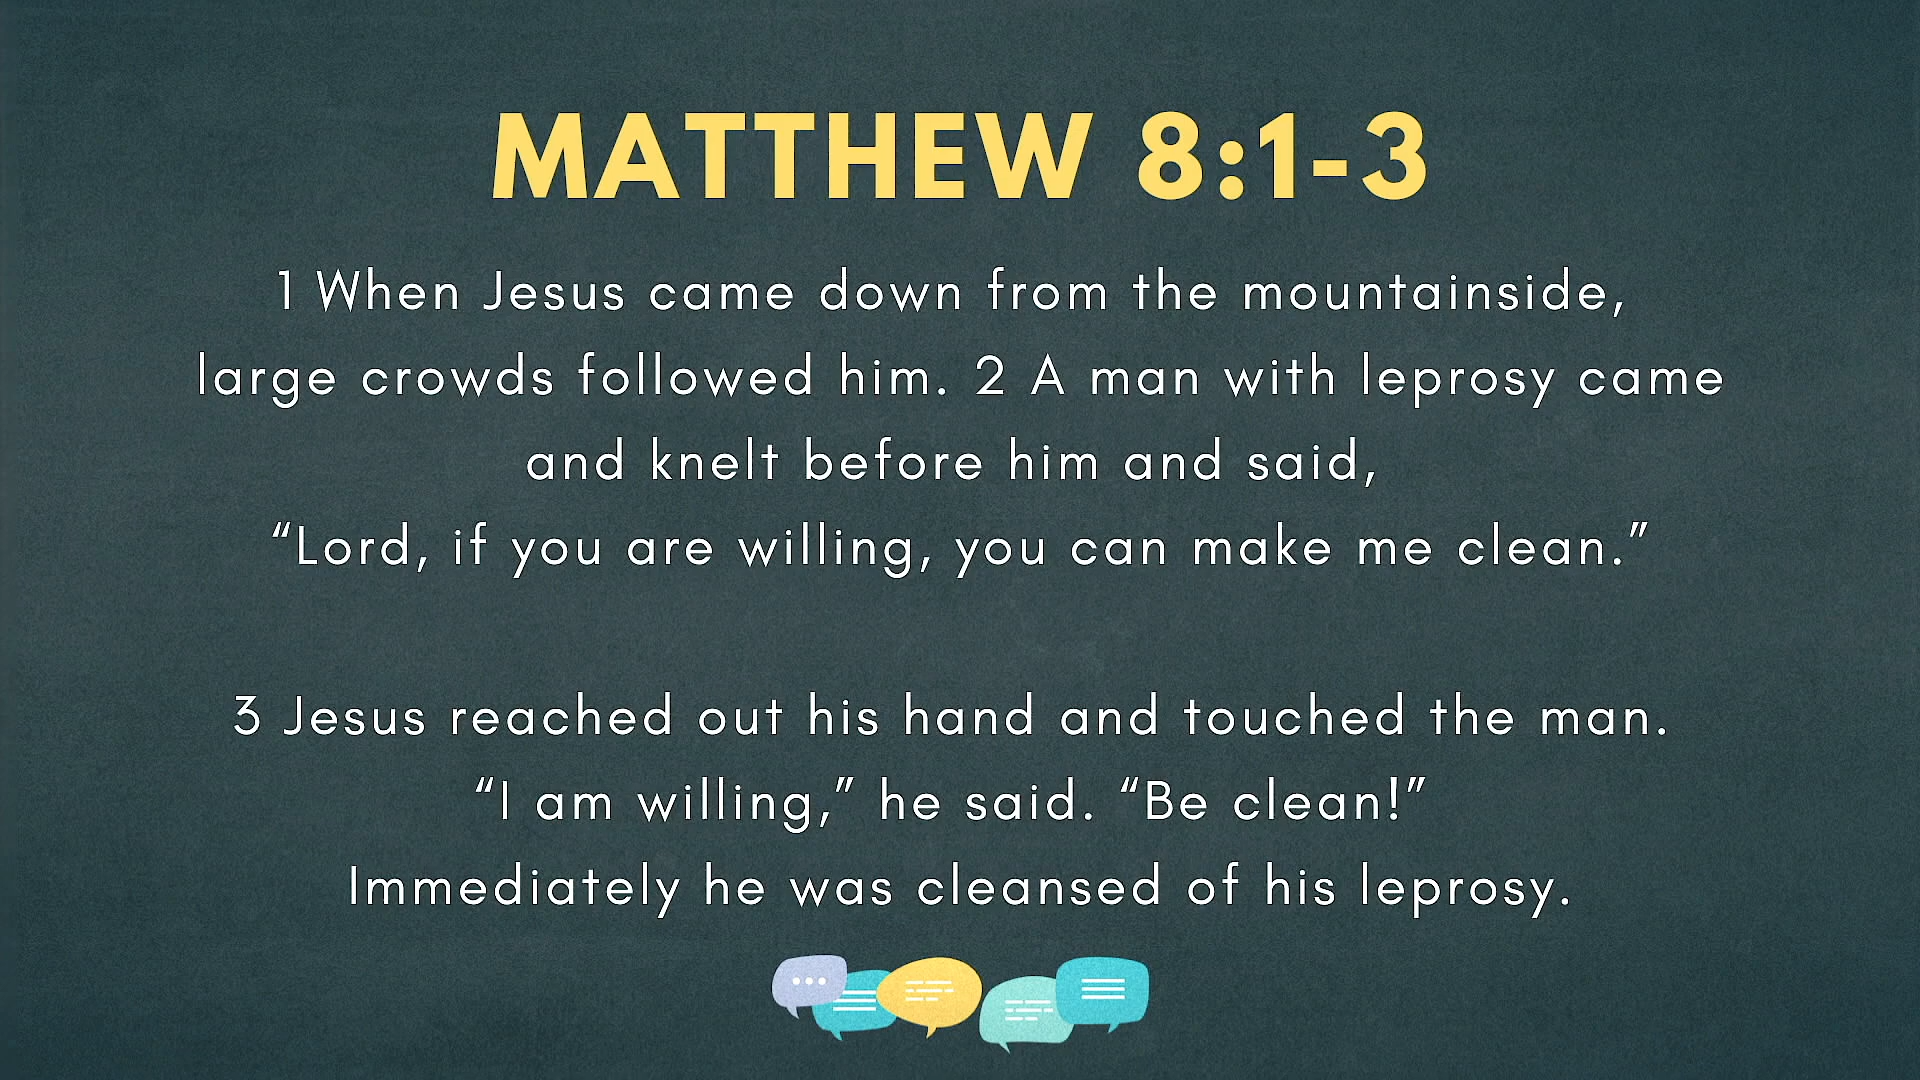 MATTHEW 8:1-3
1 When Jesus came down from the mountainside,
large crowds followed him. 2 A man with leprosy came
and knelt before him and said,
“Lord, if you are willing, you can make me clean.”
3 Jesus reached out his hand and touched the man.
“I am willing,” he said. “Be clean!”
Immediately he was cleansed of his leprosy.